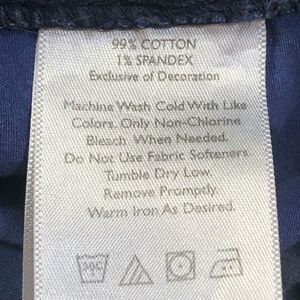 99% COTTON
1% SPANDEX
Exclusive of Decoration
Machine Wash Cold With Like
Colors. Only Non-Chlorine
Bleach When Needed.
Do Not Use Fabric Softeners
Tumble Dry Low.
Remove Promptly.
Warm Iron As Desired.
30C